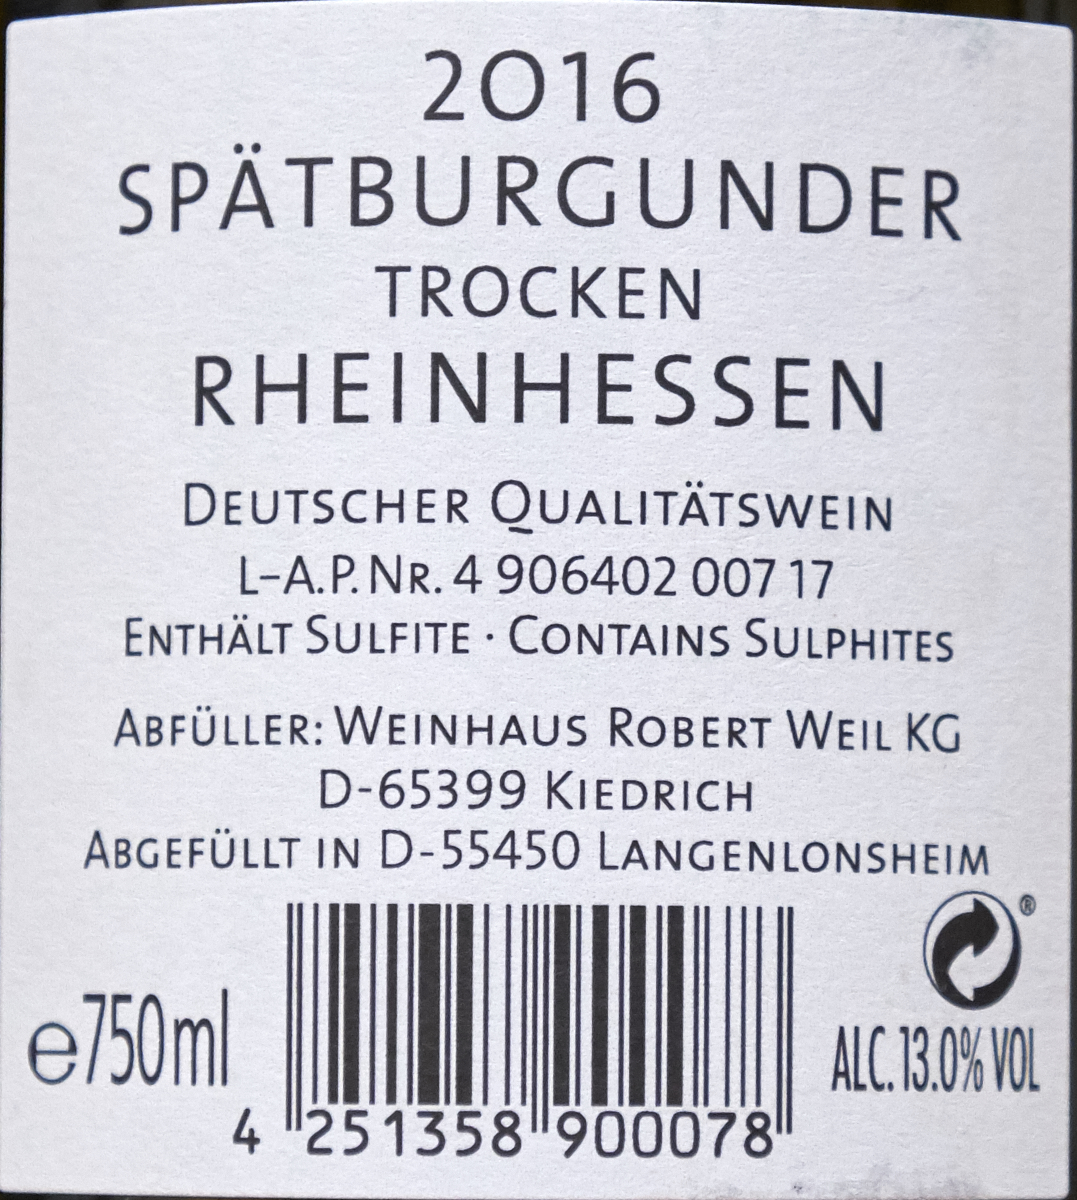 2016
SPÄTBURGUNDER
TROCKEN
RHEINHESSEN
DEUTSCHER QUALITÄTSWEIN
L-A.P.NR. 4 906402 007 17
ENTHÄLT SULFITE · CONTAINS SULPHITES
ABFÜLLER: WEINHAUS ROBERT WEIL KG
D-65399 KIEDRICH
ABGEFÜLLT IN D-55450 LANGENLONSHEIM
®
e750ml
ALC.13.0% VOL
4 251358 900078